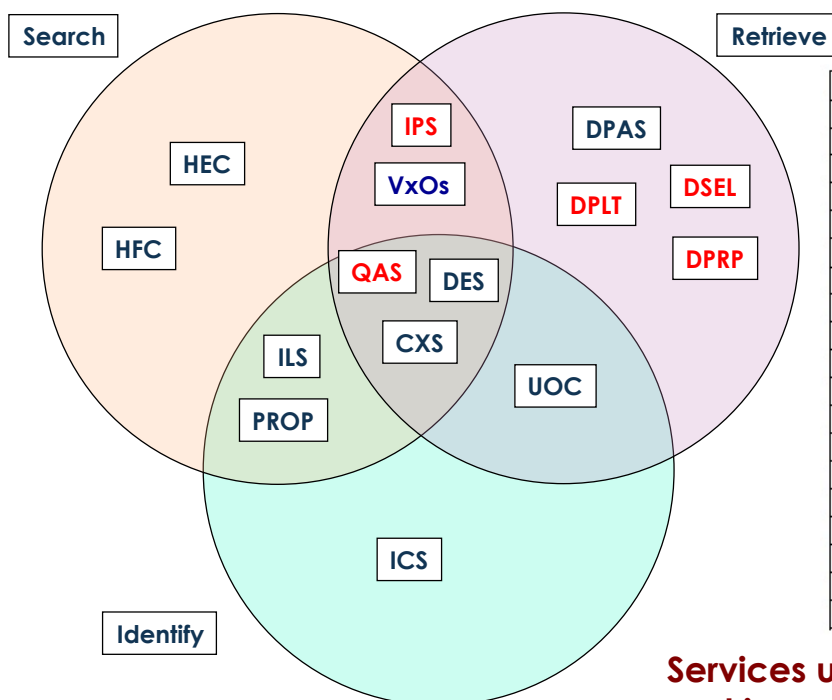 Search
Retrieve
IPS
DPAS
HEC
VxOs
DSEL
DPLT
HFC
QAS
DES
DPRP
CXS
ILS
UOC
PROP
ICS
Identify
Services u